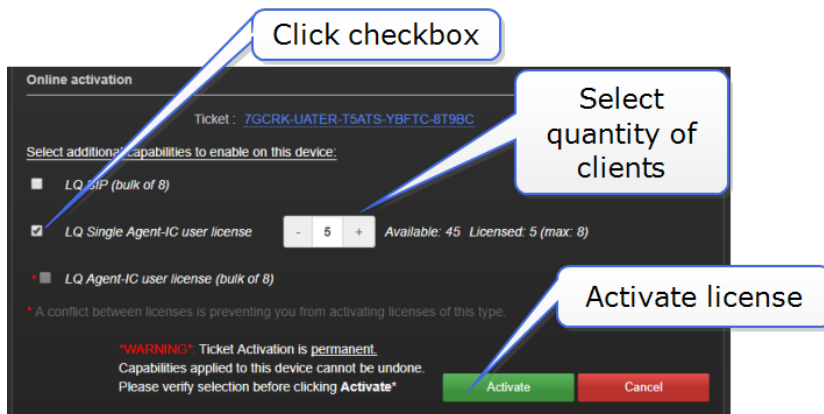 Click checkbox
Online activation
Select
quantity of
clients
Ticket : 7GCRK-UATER-T5ATS-YBFTC-8T9BC
Select additional capabilities to enable on this device:
LQ SIP (bulk of 8)
LQ Single Agent-IC user license - 5 + Available: 45 Licensed: 5 (max: 8)
* LQ Agent-IC user license (bulk of 8)
Activate license
* A conflict between licenses is preventing you from activating licenses of this type.
*WARNING*: Ticket Activation is permanent.
Capabilities applied to this device cannot be undone.
Please verify selection before clicking Activate*
Activate Cancel